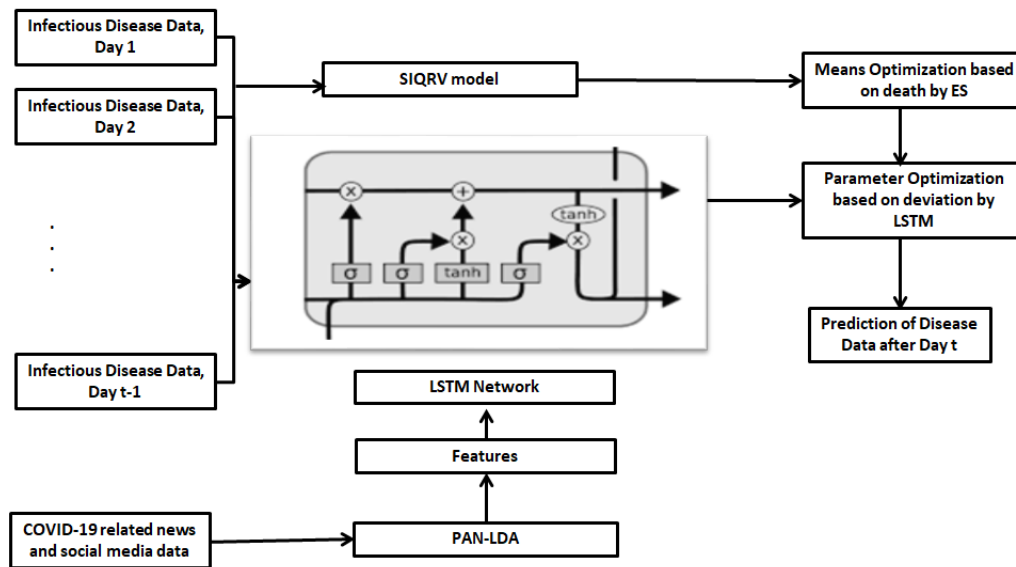 Infectious Disease Data,
Day 1
Infectious Disease Data,
Day 2
.
.
.
Infectious Disease Data,
Day t-1
SIQRV model
Means Optimization based
on death by ES
Parameter Optimization
based on deviation by
LSTM
Prediction of Disease
Data after Day t
x
+
tanh
x
x
σ
σ
tanh
σ
LSTM Network
Features
PAN-LDA
COVID-19 related news
and social media data